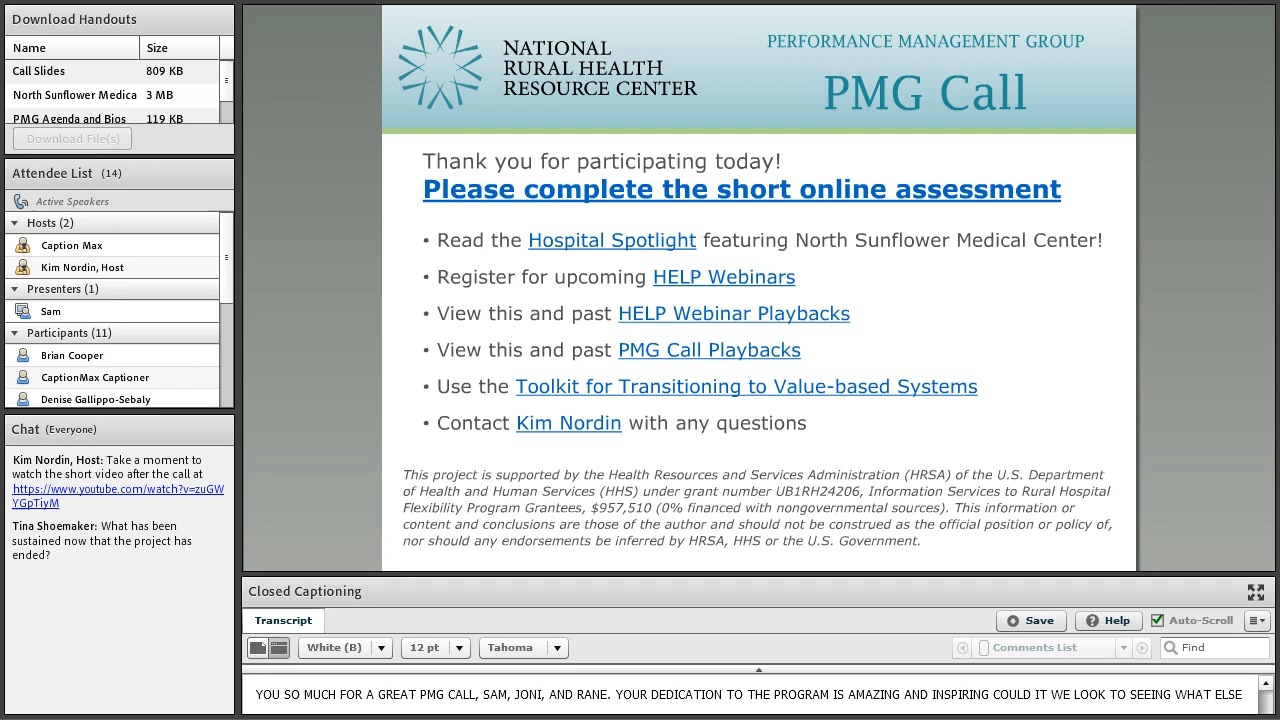 Download Handouts
Name Size
Call Slides 809 KB
North Sunflower Medica 3 MB
PMG Agenda and Bios 119 KB
Download File(s)
Attendee List (14)
Active Speakers
Hosts (2)
Caption Max
Kim Nordin, Host
Presenters (1)
Sam
Participants (11)
Brian Cooper
CaptionMax Captioner
Denise Gallippo-Sebaly
Chat (Everyone)
Kim Nordin, Host: Take a moment to
watch the short video after the call at
https://www.youtube.com/watch?v=zuGW
YGpTiyM
Tina Shoemaker: What has been
sustained now that the project has
ended?
NATIONAL
RURAL HEALTH
RESOURCE CENTER
PERFORMANCE MANAGEMENT GROUP
PMG Call
Thank you for participating today!
Please complete the short online assessment
• Read the Hospital Spotlight featuring North Sunflower Medical Center!
• Register for upcoming HELP Webinars
• View this and past HELP Webinar Playbacks
• View this and past PMG Call Playbacks
• Use the Toolkit for Transitioning to Value-based Systems
• Contact Kim Nordin with any questions
This project is supported by the Health Resources and Services Administration (HRSA) of the U.S. Department
of Health and Human Services (HHS) under grant number UB1RH24206, Information Services to Rural Hospital
Flexibility Program Grantees, $957,510 (0% financed with nongovernmental sources). This information or
content and conclusions are those of the author and should not be construed as the official position or policy of,
nor should any endorsements be inferred by HRSA, HHS or the U.S. Government.
Closed Captioning
Transcript Save Help Auto-Scroll
White (B) 12 pt Tahoma Comments List Find
YOU SO MUCH FOR A GREAT PMG CALL, SAM, JONI, AND RANE. YOUR DEDICATION TO THE PROGRAM IS AMAZING AND INSPIRING COULD IT WE LOOK TO SEEING WHAT ELSE